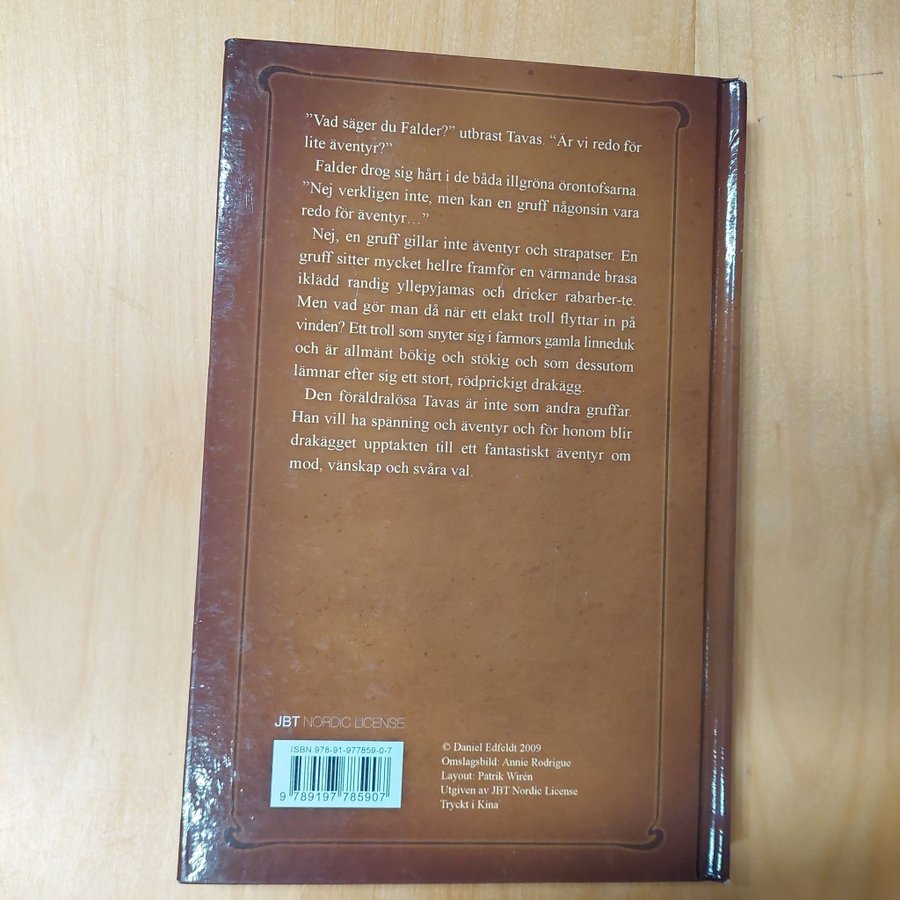 ”Vad säger du Falder?” utbrast Tavas. “Är vi redo för
lite äventyr?”
Falder drog sig hårt i de båda illgröna örontofsarna.
”Nej verkligen inte, men kan en gruff någonsin vara
redo för äventyr…”
Nej, en gruff gillar inte äventyr och strapatser. En
gruff sitter mycket hellre framför en värmande brasa
iklädd randig yllepyjamas och dricker rabarber-te.
Men vad gör man då när ett elakt troll flyttar in på
vinden? Ett troll som snyter sig i farmors gamla linneduk
och är allmänt bökig och stökig och som dessutom
lämnar efter sig ett stort, rödprickigt drakägg.
Den föräldralösa Tavas är inte som andra gruffar.
Han vill ha spänning och äventyr och för honom blir
drakägget upptakten till ett fantastiskt äventyr om
mod, vänskap och svåra val.
JBT NORDIC LICENSE
ISBN 978-91-977859-0-7
9 789197 785907
© Daniel Edfeldt 2009
Omslagsbild: Annie Rodrigue
Layout: Patrik Wirén
Utgiven av JBT Nordic License
Tryckt i Kina